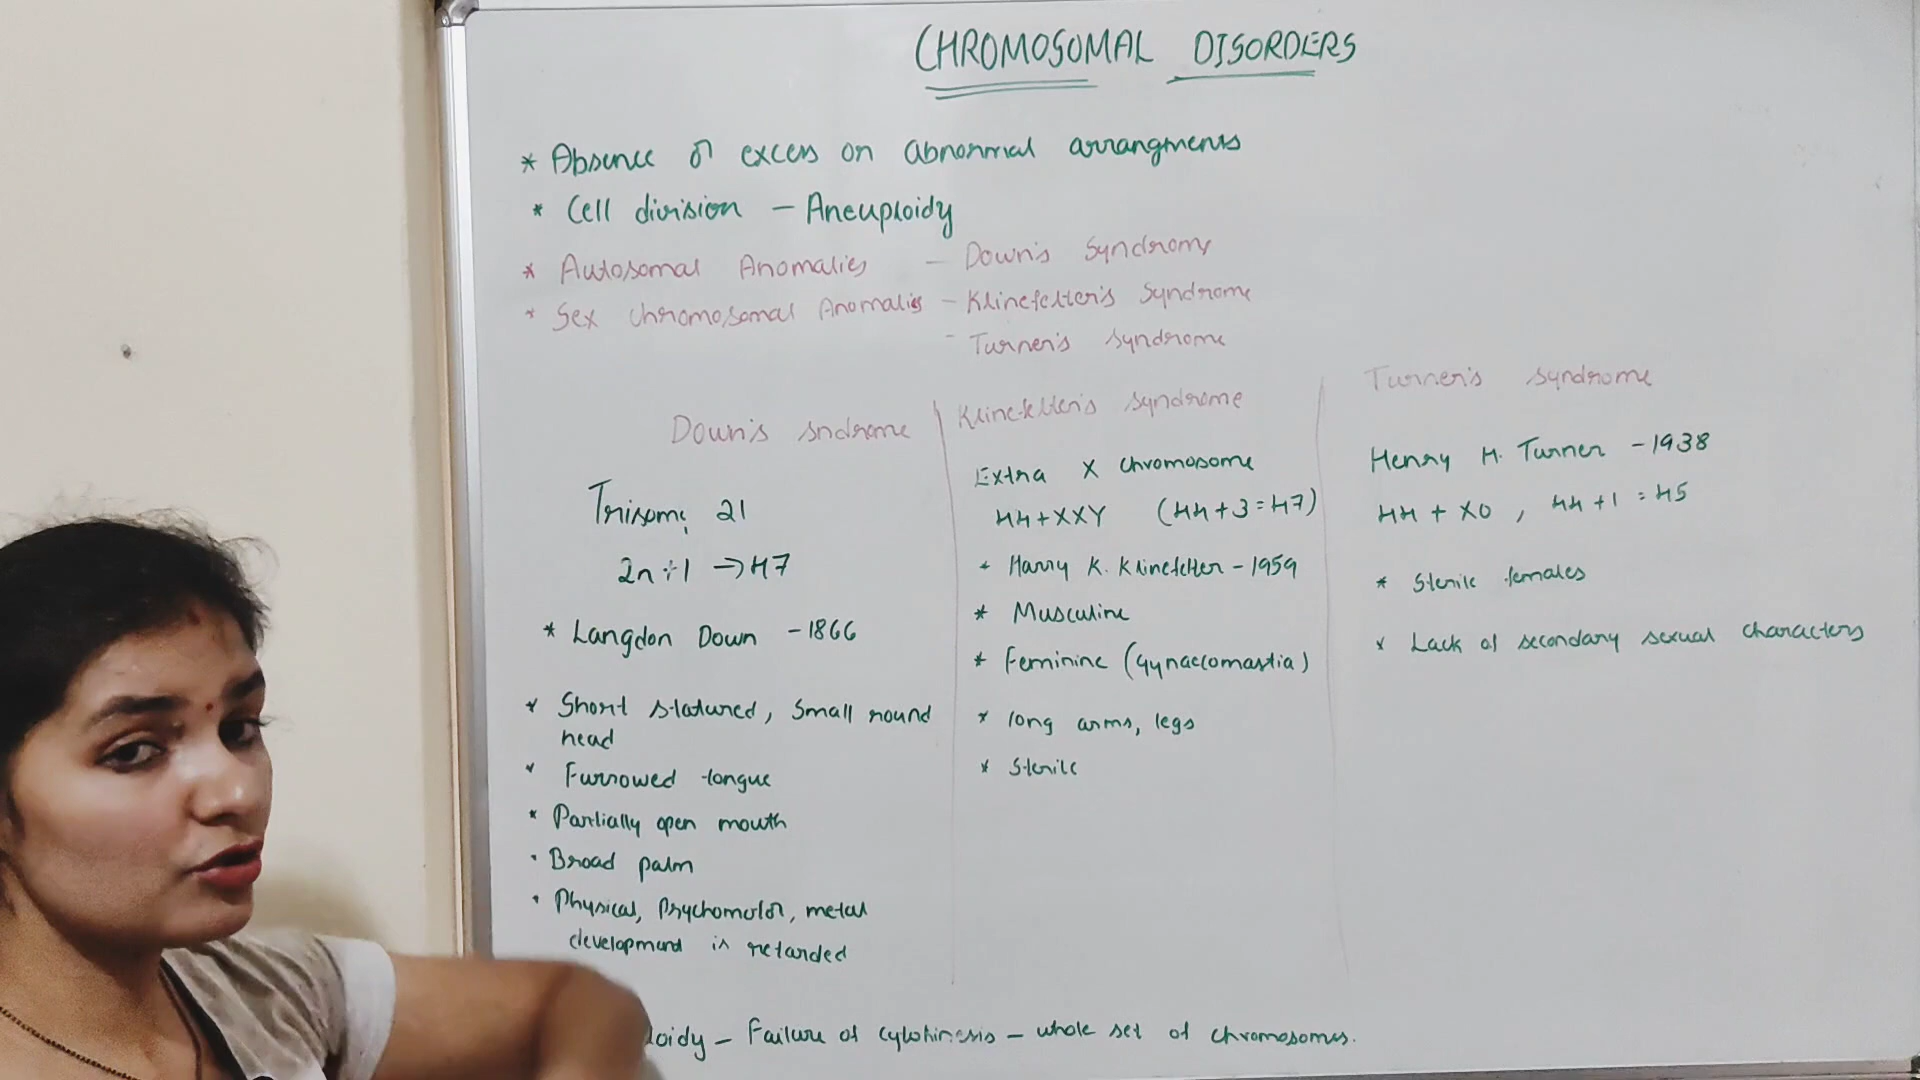 CHROMOSOMAL DISORDERS
* Absence or excess or abnormal arrangments
* Cell division - Aneuploidy
* Autosomal Anomalies - Down's Syndrome
* Sex chromosomal Anomalies - Klinefelter's Syndrome
- Turner's syndrome
Down's sndrome
Trisomy 21
2n+1 → 47
* Langdon Down - 1866
* Short statured, small round
head
* Furrowed tongue
* Partially open mouth
• Broad palm
• Physical, Psychomotor, metal
development is retarded
Klinefelter's syndrome
Extra X chromosome
44+XXY (44+3=47)
* Harry K. Klinefelter - 1959
* Musculine
* Feminine (Gynaecomastia)
* long arms, legs
* Sterile
Turner's syndrome
Henry H. Turner - 1938
44 + XO, 44+1 = 45
* Sterile females
* Lack of secondary sexual characters
loidy - Failure of cytokinesis - whole set of chromosomes.